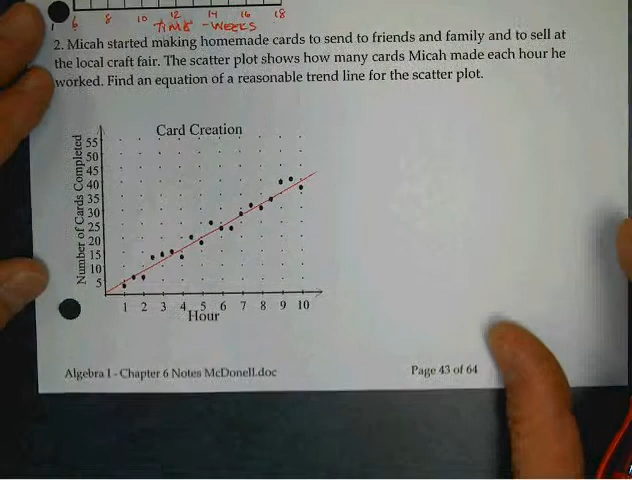 6 8 10 12 14 16 18
TIME - WEEKS
2. Micah started making homemade cards to send to friends and family and to sell at
the local craft fair. The scatter plot shows how many cards Micah made each hour he
worked. Find an equation of a reasonable trend line for the scatter plot.
Card Creation
Number of Cards Completed
55
50
45
40
35
30
25
20
15
10
5
1 2 3 4 5 6 7 8 9 10
Hour
Algebra 1 - Chapter 6 Notes McDonell.doc
Page 43 of 64